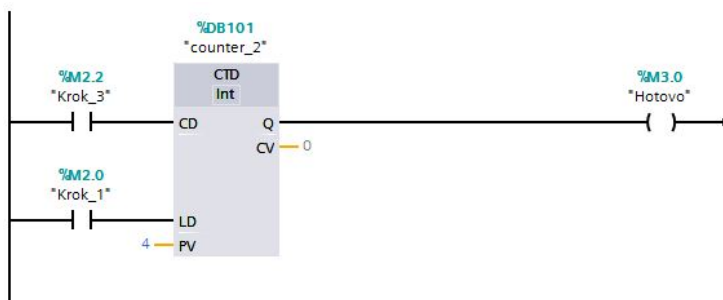 %DB101
"counter_2"
%M2.2
"Krok_3"
CTD
Int
%M3.0
"Hotovo"
CD
Q
CV
0
%M2.0
"Krok_1"
LD
4
PV